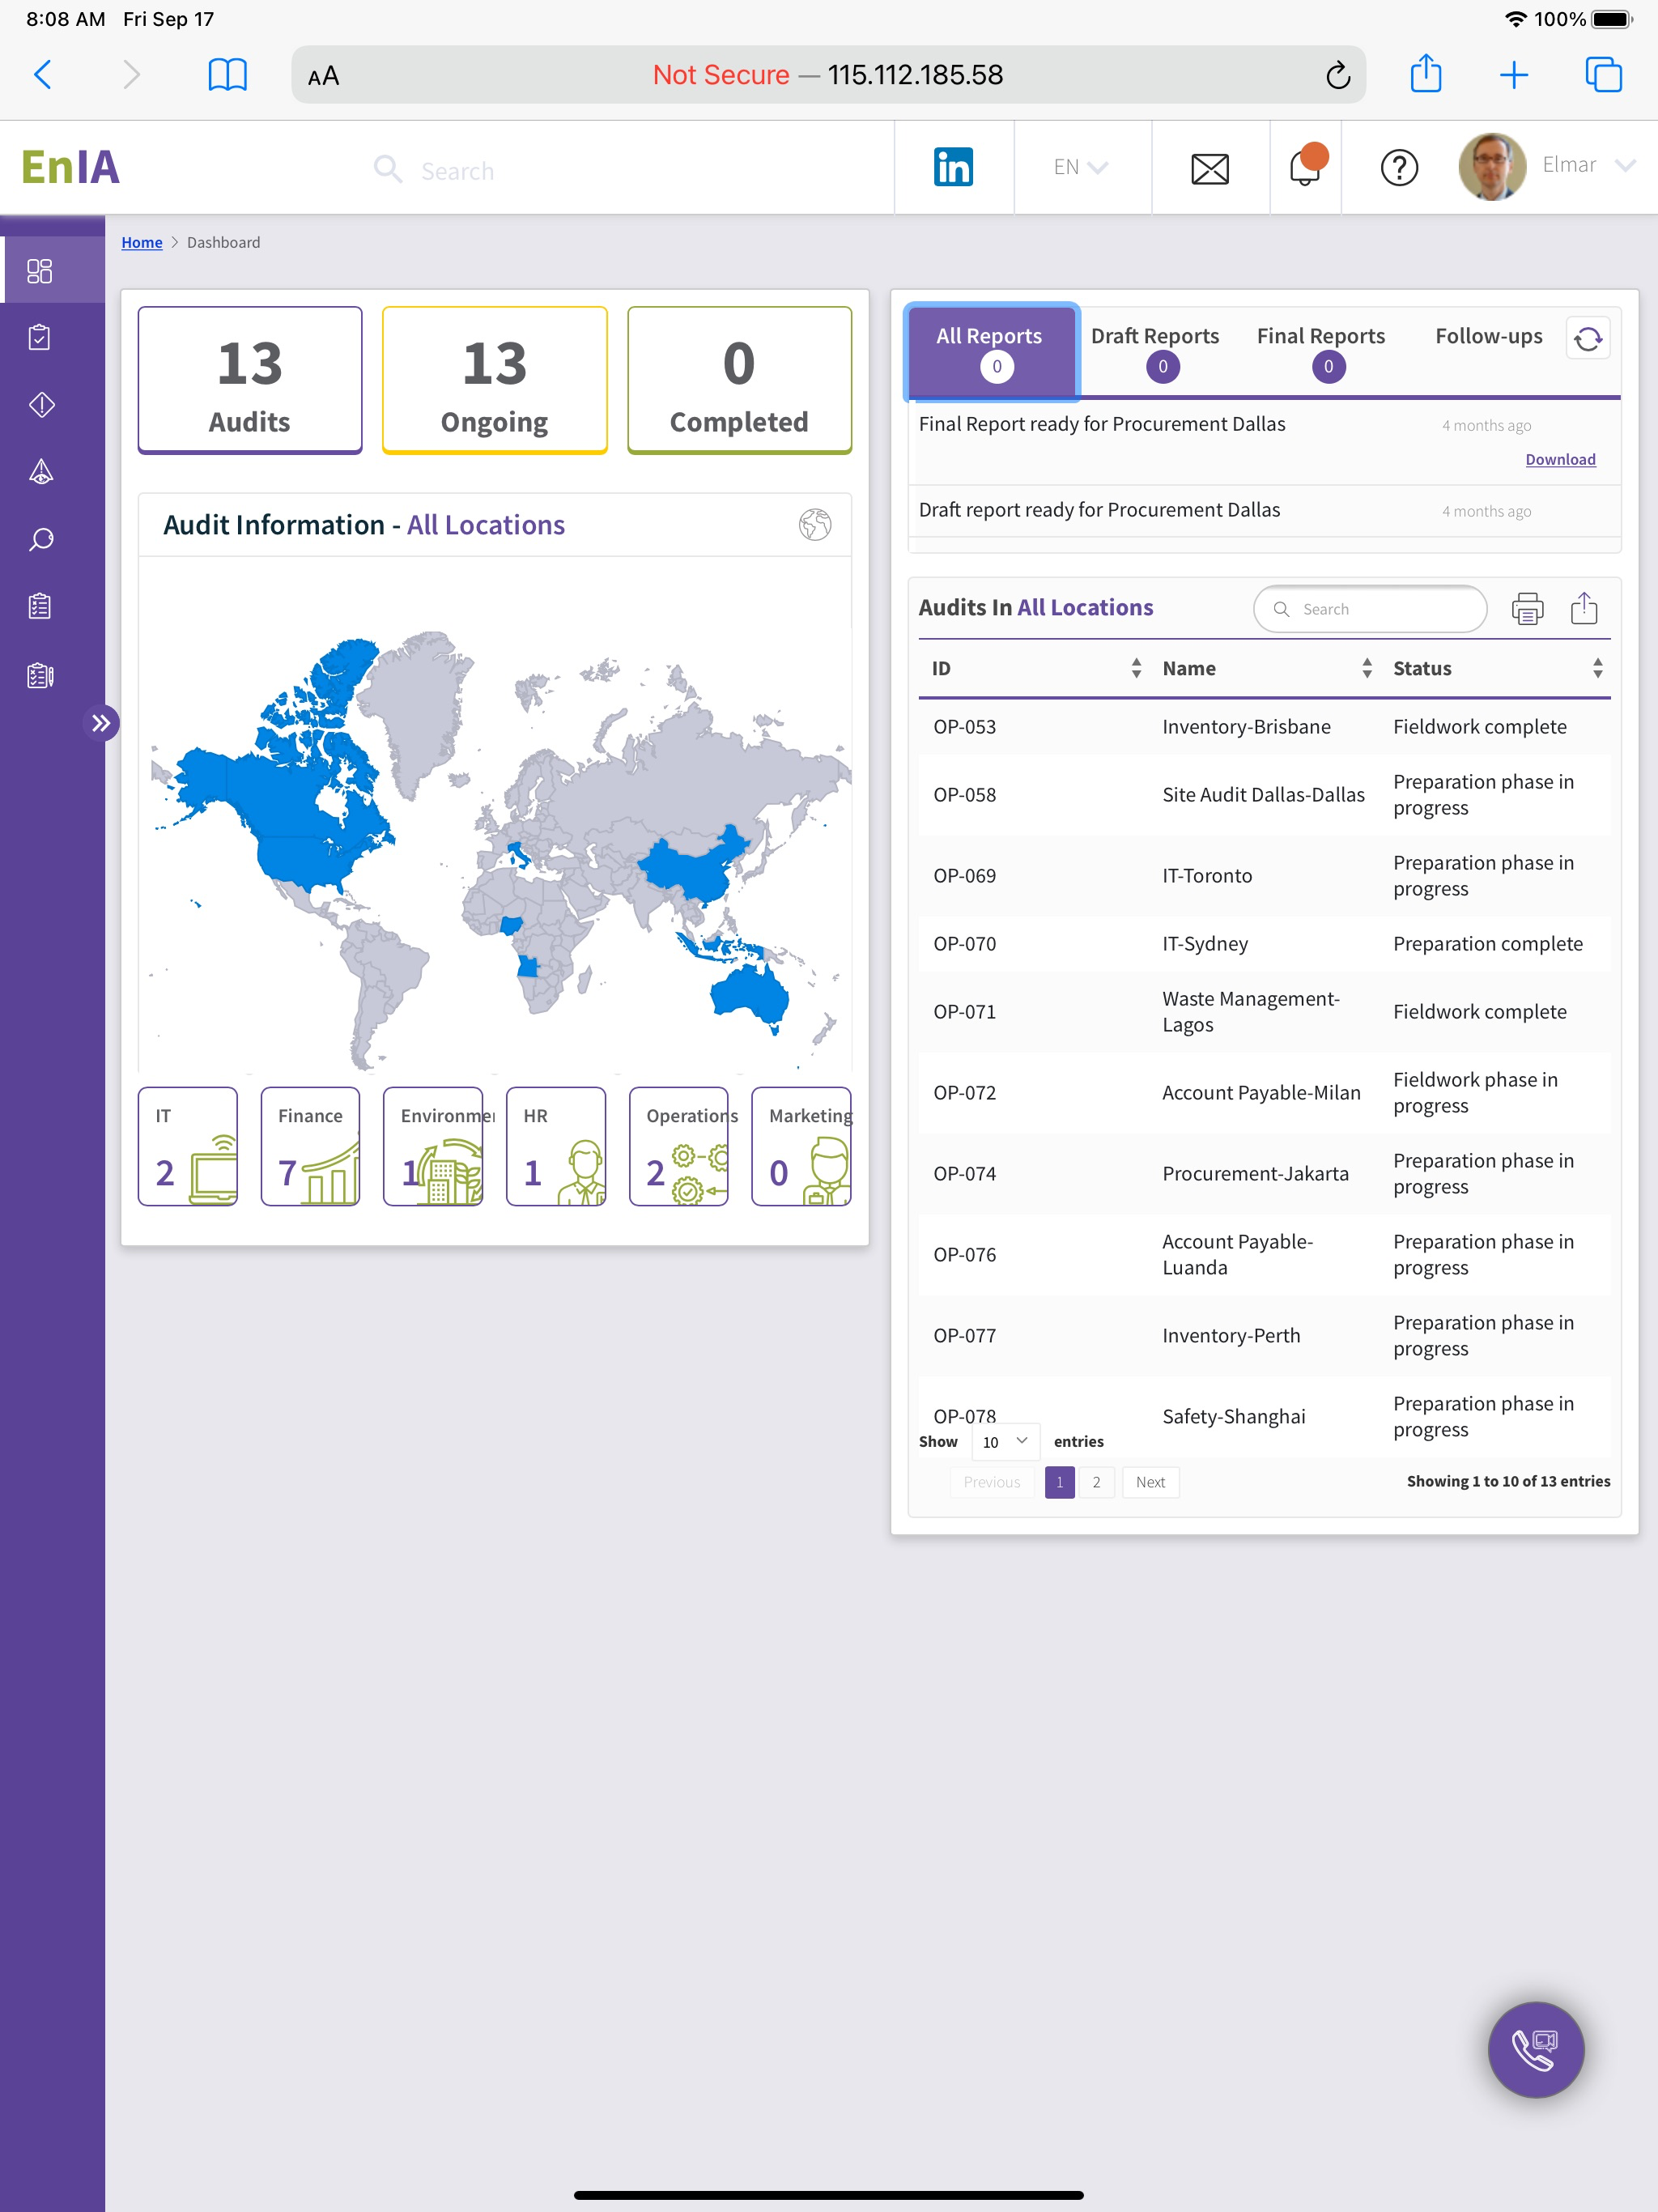 8:08 AM Fri Sep 17
100%
AA
Not Secure — 115.112.185.58
EnIA
Search
in
EN
?
Elmar
Home > Dashboard
13
Audits
13
Ongoing
0
Completed
Audit Information - All Locations
IT
2
Finance
7
Environme
1
HR
1
Operations
2
Marketing
0
All Reports
0
Draft Reports
0
Final Reports
0
Follow-ups
Final Report ready for Procurement Dallas 4 months ago
Download
Draft report ready for Procurement Dallas 4 months ago
Audits In All Locations
Search
ID Name Status
OP-053 Inventory-Brisbane Fieldwork complete
OP-058 Site Audit Dallas-Dallas Preparation phase in
progress
OP-069 IT-Toronto Preparation phase in
progress
OP-070 IT-Sydney Preparation complete
OP-071 Waste Management-
Lagos Fieldwork complete
OP-072 Account Payable-Milan Fieldwork phase in
progress
OP-074 Procurement-Jakarta Preparation phase in
progress
OP-076 Account Payable-
Luanda Preparation phase in
progress
OP-077 Inventory-Perth Preparation phase in
progress
OP-078 Safety-Shanghai Preparation phase in
progress
Show 10 entries
Previous 1 2 Next
Showing 1 to 10 of 13 entries